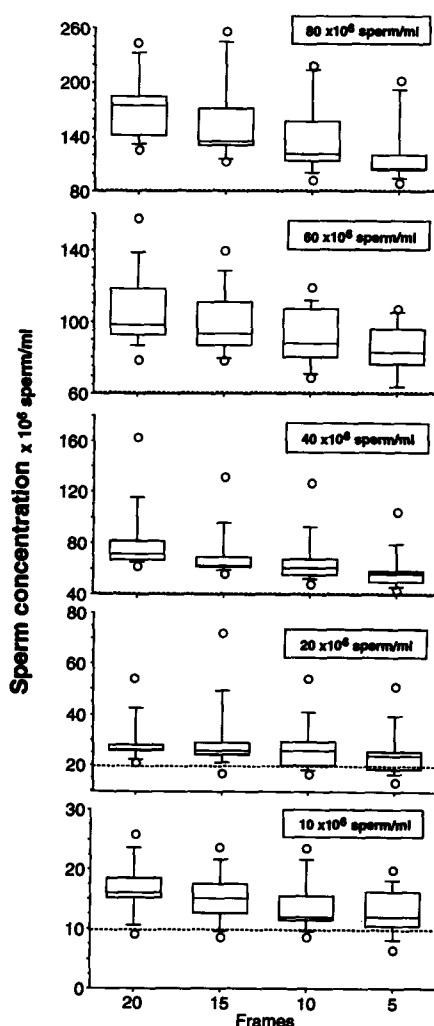 Sperm concentration x 10⁶ sperm/ml
80 x10⁶ sperm/ml
260
200
140
80
60 x10⁶ sperm/ml
140
100
60
40 x10⁶ sperm/ml
160
120
80
40
20 x10⁶ sperm/ml
80
60
40
20
10 x10⁶ sperm/ml
30
20
10
0
20 15 10 5
Frames